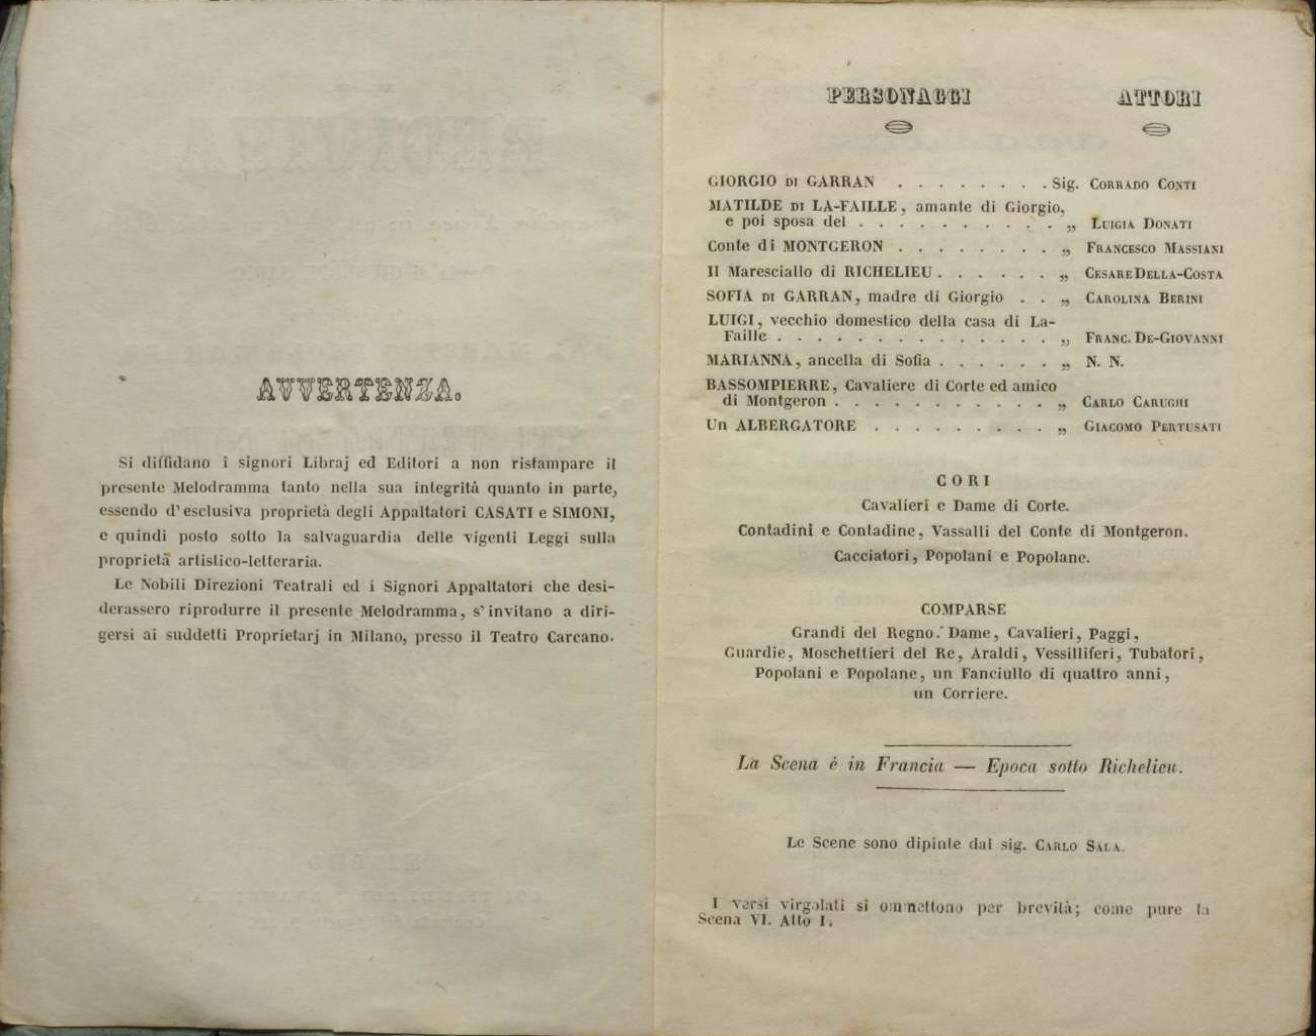 AVVERTENZA.
Si diffidano i signori Libraj ed Editori a non ristampare il
presente Melodramma tanto nella sua integrità quanto in parte,
essendo d'esclusiva proprietà degli Appaltatori CASATI e SIMONI,
e quindi posto sotto la salvaguardia delle vigenti Leggi sulla
proprietà artistico-letteraria.
Le Nobili Direzioni Teatrali ed i Signori Appaltatori che desi-
derassero riprodurre il presente Melodramma, s'invitano a diri-
gersi ai suddetti Proprietarj in Milano, presso il Teatro Carcano.
PERSONAGGI ATTORI
GIORGIO DI GARRAN . . . . . . . . Sig. CORRADO CONTI
MATILDE DI LA-FAILLE, amante di Giorgio,
e poi sposa del . . . . . . . . . . . „ LUIGIA DONATI
Conte di MONTGERON . . . . . . . . „ FRANCESCO MASSIANI
Il Maresciallo di RICHELIEU . . . . . . „ CESARE DELLA-COSTA
SOFIA DI GARRAN, madre di Giorgio . . „ CAROLINA BERINI
LUIGI, vecchio domestico della casa di La-
Faille . . . . . . . . . . . . . . „ FRANC. DE-GIOVANNI
MARIANNA, ancella di Sofia . . . . . . „ N. N.
BASSOMPIERRE, Cavaliere di Corte ed amico
di Montgeron . . . . . . . . . . . „ CARLO CARUGHI
Un ALBERGATORE . . . . . . . . . „ GIACOMO PERTUSATI
CORI
Cavalieri e Dame di Corte.
Contadini e Contadine, Vassalli del Conte di Montgeron.
Cacciatori, Popolani e Popolane.
COMPARSE
Grandi del Regno. Dame, Cavalieri, Paggi,
Guardie, Moschettieri del Re, Araldi, Vessilliferi, Tubatori,
Popolani e Popolane, un Fanciullo di quattro anni,
un Corriere.
La Scena è in Francia — Epoca sotto Richelieu.
Le Scene sono dipinte dal sig. CARLO SALA.
I versi virgolati si ommettono per brevità; come pure la
Scena VI. Atto I.